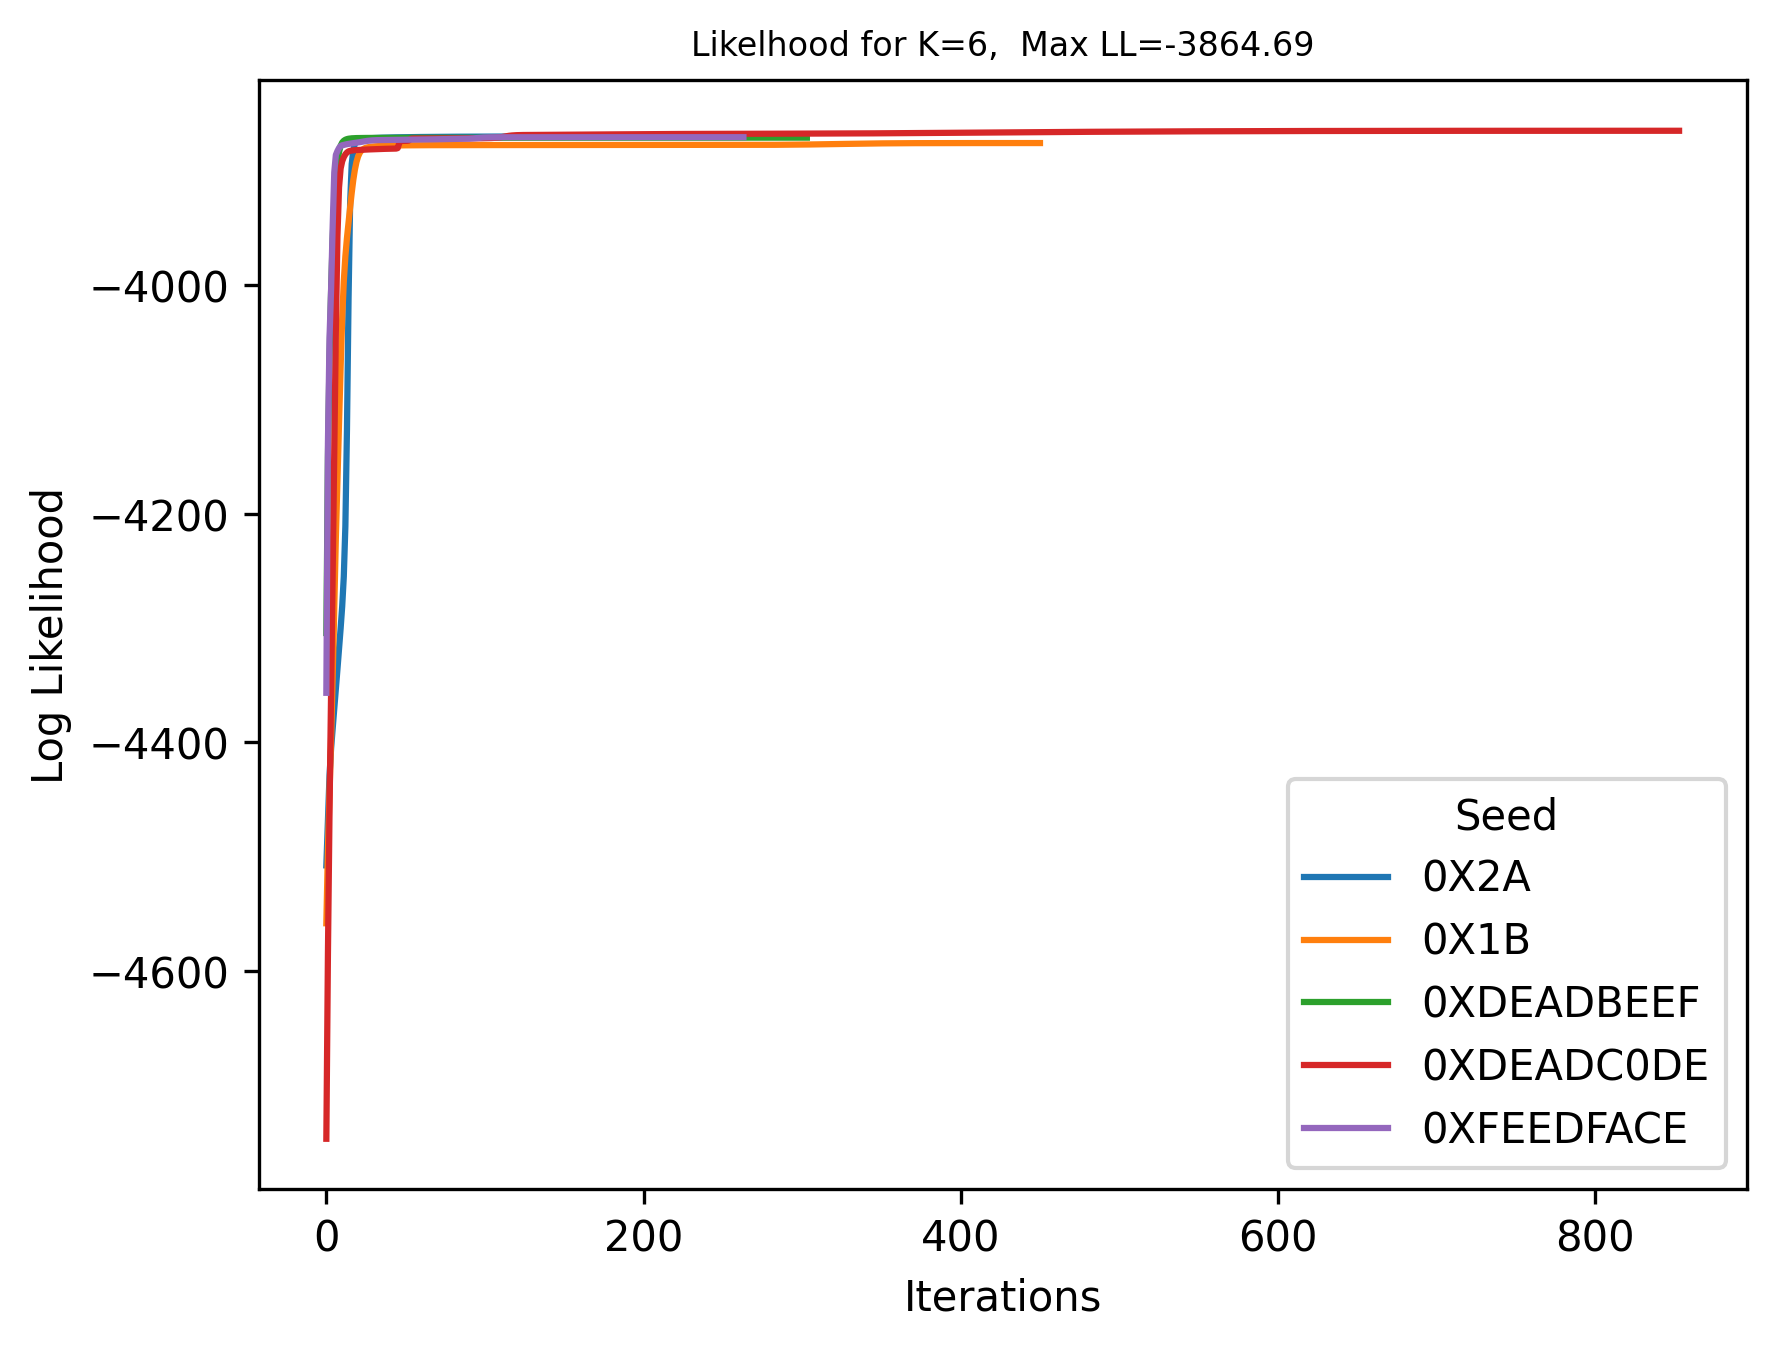 Likelhood for K=6,  Max LL=-3864.69
Log Likelihood
−4000
−4200
−4400
−4600
0 200 400 600 800
Iterations
Seed
0X2A
0X1B
0XDEADBEEF
0XDEADC0DE
0XFEEDFACE